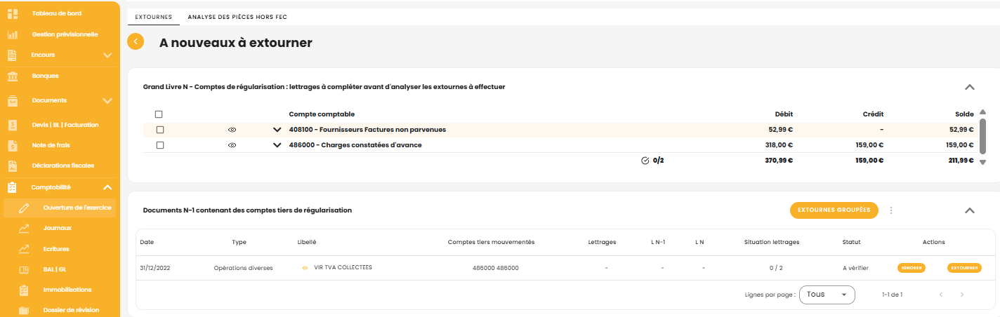 Tableau de bord
Gestion prévisionnelle
Encours
Banques
Documents
Devis | BL | Facturation
Note de frais
Déclarations fiscales
Comptabilité
Ouverture de l'exercice
Journaux
Ecritures
BAL | GL
Immobilisations
Dossier de révision
EXTOURNES ANALYSE DES PIÈCES HORS FEC
A nouveaux à extourner
Grand Livre N - Comptes de régularisation : lettrages à compléter avant d'analyser les extournes à effectuer
Compte comptable Débit Crédit Solde
408100 - Fournisseurs Factures non parvenues 52,99 € - 52,99 €
486000 - Charges constatées d'avance 318,00 € 159,00 € 159,00 €
0/2 370,99 € 159,00 € 211,99 €
Documents N-1 contenant des comptes tiers de régularisation EXTOURNES GROUPÉES
Date Type Libellé Comptes tiers mouvementés Lettrages L N-1 L N Situation lettrages Statut Actions
31/12/2022 Opérations diverses VIR TVA COLLECTEES 486000 486000 - - - 0 / 2 A vérifier IGNORER EXTOURNER
Lignes par page : Tous 1-1 de 1